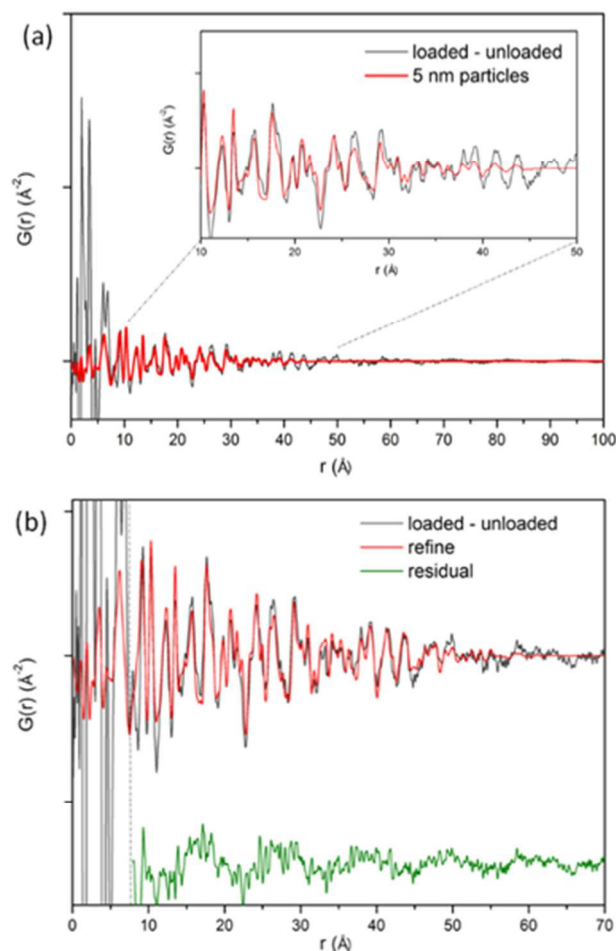 (a)
loaded - unloaded
5 nm particles
G(r) (Å⁻²)
10 20 30 40 50
r (Å)
G(r) (Å⁻²)
0 10 20 30 40 50 60 70 80 90 100
r (Å)
(b)
loaded - unloaded
refine
residual
G(r) (Å⁻²)
0 10 20 30 40 50 60 70
r (Å)